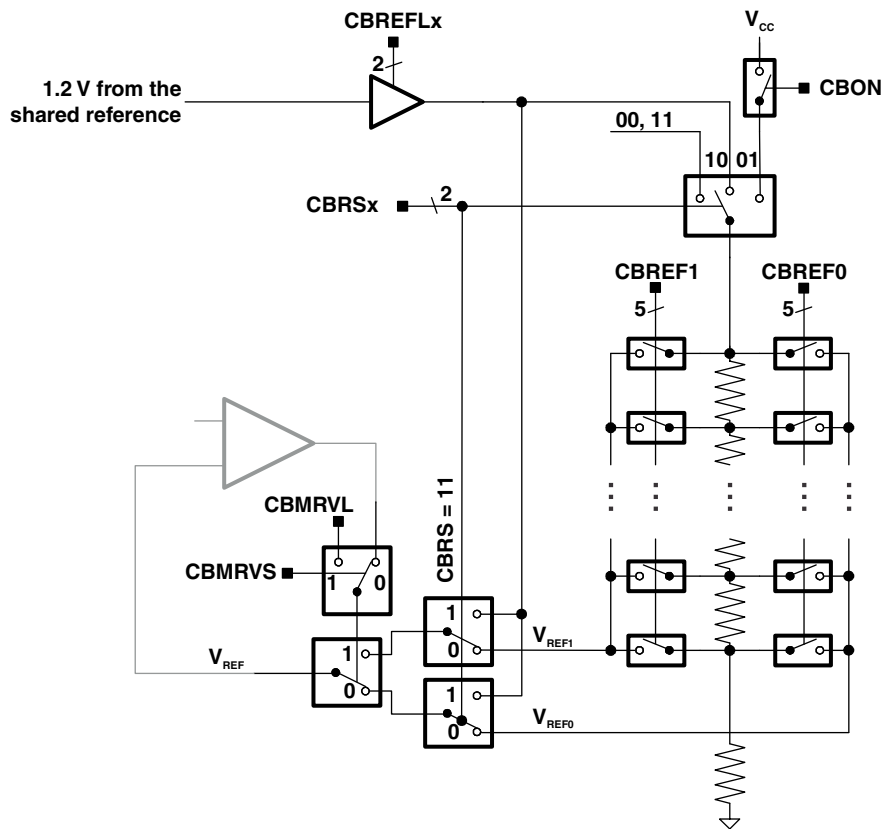 CBREFLx
V CC
2
1.2 V from the
shared reference
CBON
00, 11
10 01
CBRSx
2
CBREF1
CBREF0
5
5
CBRS = 11
CBMRVL
CBMRVS
1
0
1
0
VREF1
VREF
1
0
1
0
VREF0